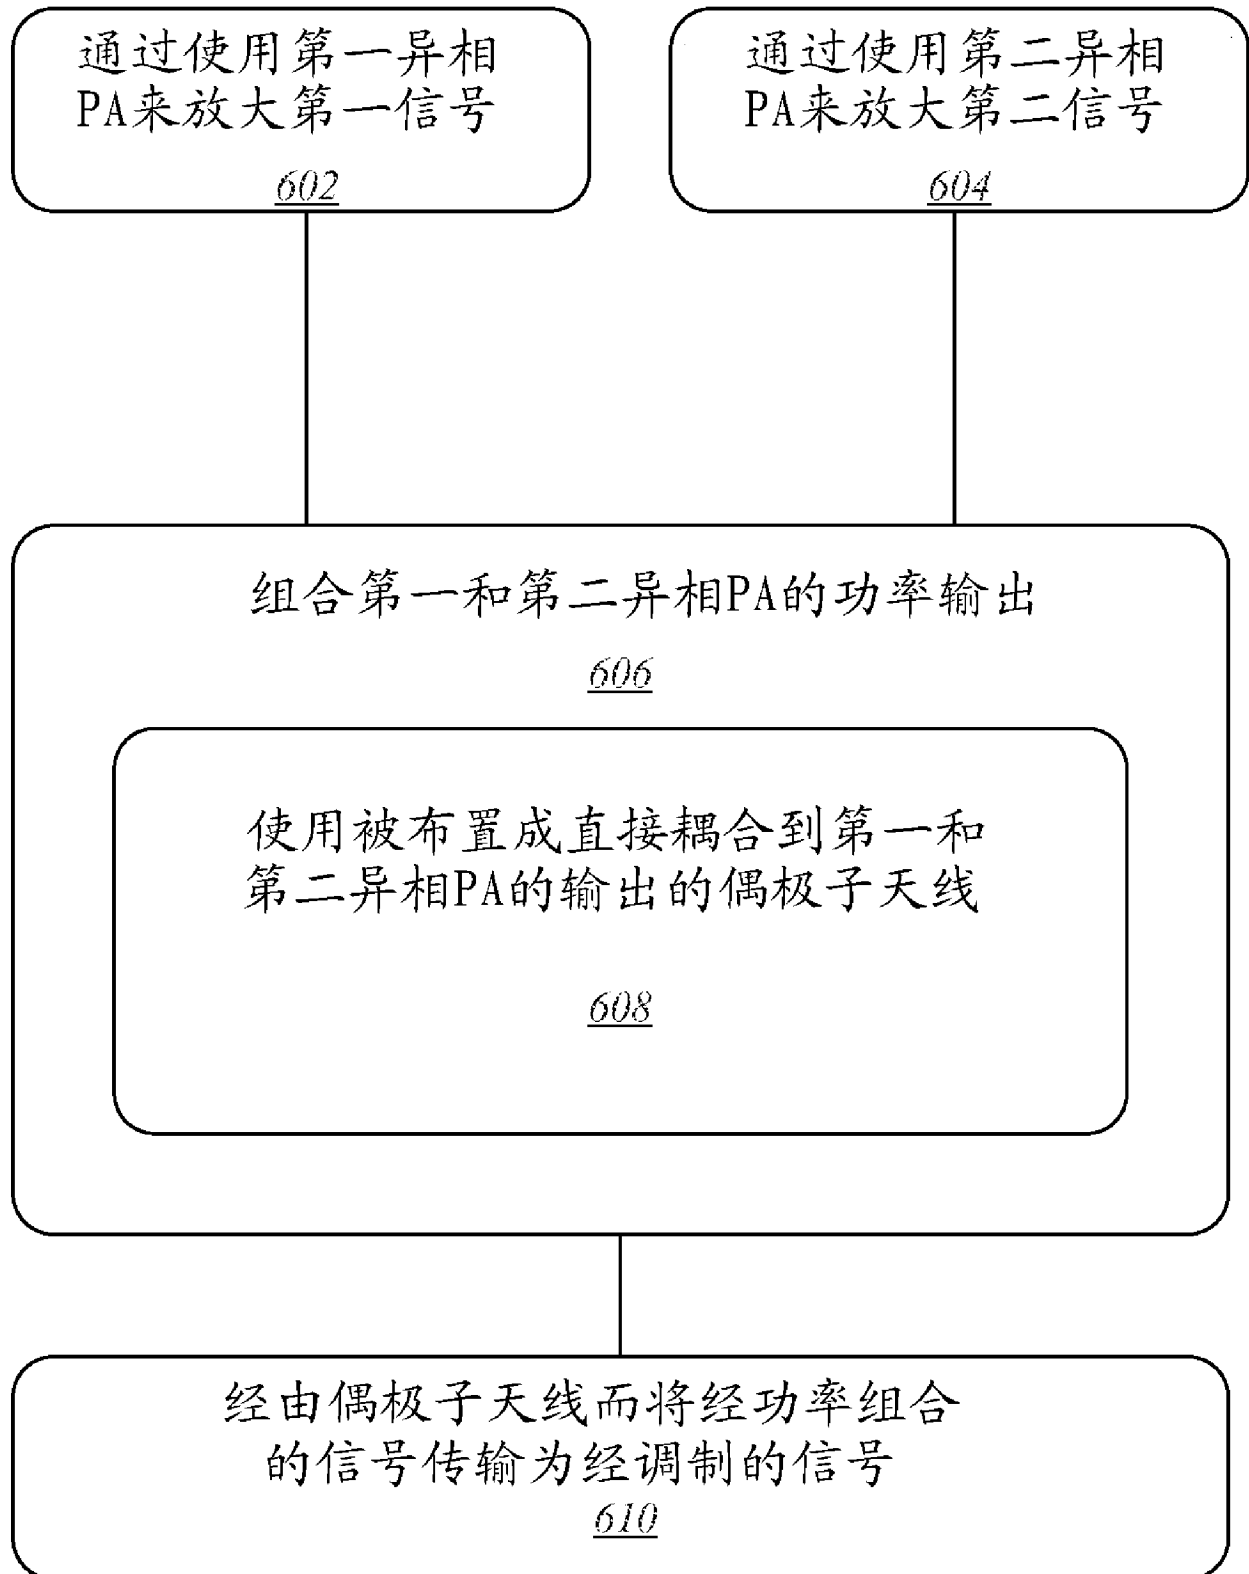 通过使用第一异相
PA来放大第一信号
602
通过使用第二异相
PA来放大第二信号
604
组合第一和第二异相PA的功率输出
606
使用被布置成直接耦合到第一和
第二异相PA的输出的偶极子天线
608
经由偶极子天线而将经功率组合
的信号传输为经调制的信号
610